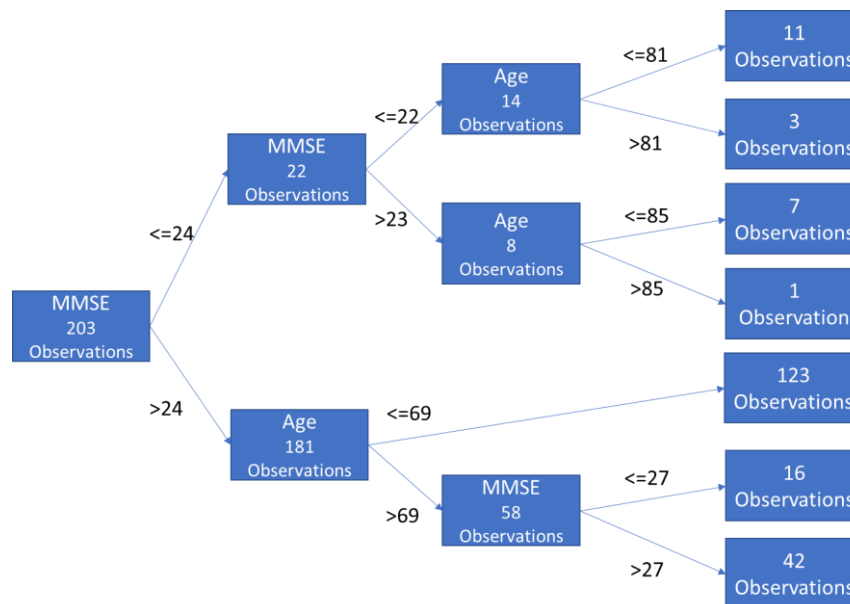 MMSE
203
Observations
<=24
>24
MMSE
22
Observations
<=22
>23
Age
181
Observations
<=69
>69
Age
14
Observations
<=81
>81
Age
8
Observations
<=85
>85
MMSE
58
Observations
<=27
>27
11
Observations
3
Observations
7
Observations
1
Observation
123
Observations
16
Observations
42
Observations